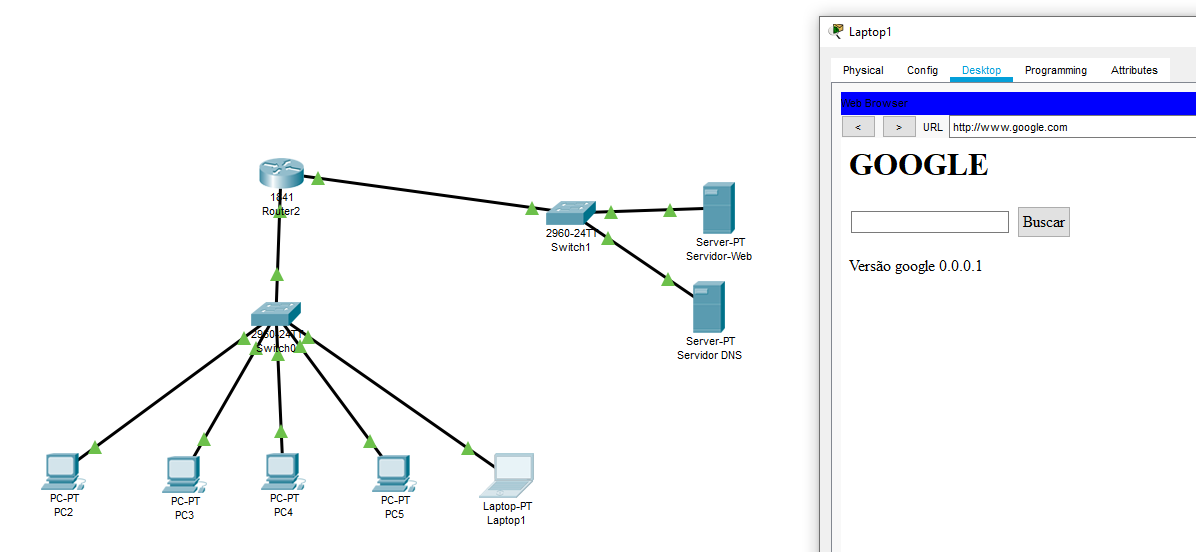 1841
Router2
2960-24TT
Switch1
Server-PT
Servidor-Web
Server-PT
Servidor DNS
2960-24TT
Switch0
PC-PT
PC2
PC-PT
PC3
PC-PT
PC4
PC-PT
PC5
Laptop-PT
Laptop1
Laptop1
Physical Config Desktop Programming Attributes
Web Browser
< > URL http://www.google.com
GOOGLE
Buscar
Versão google 0.0.0.1